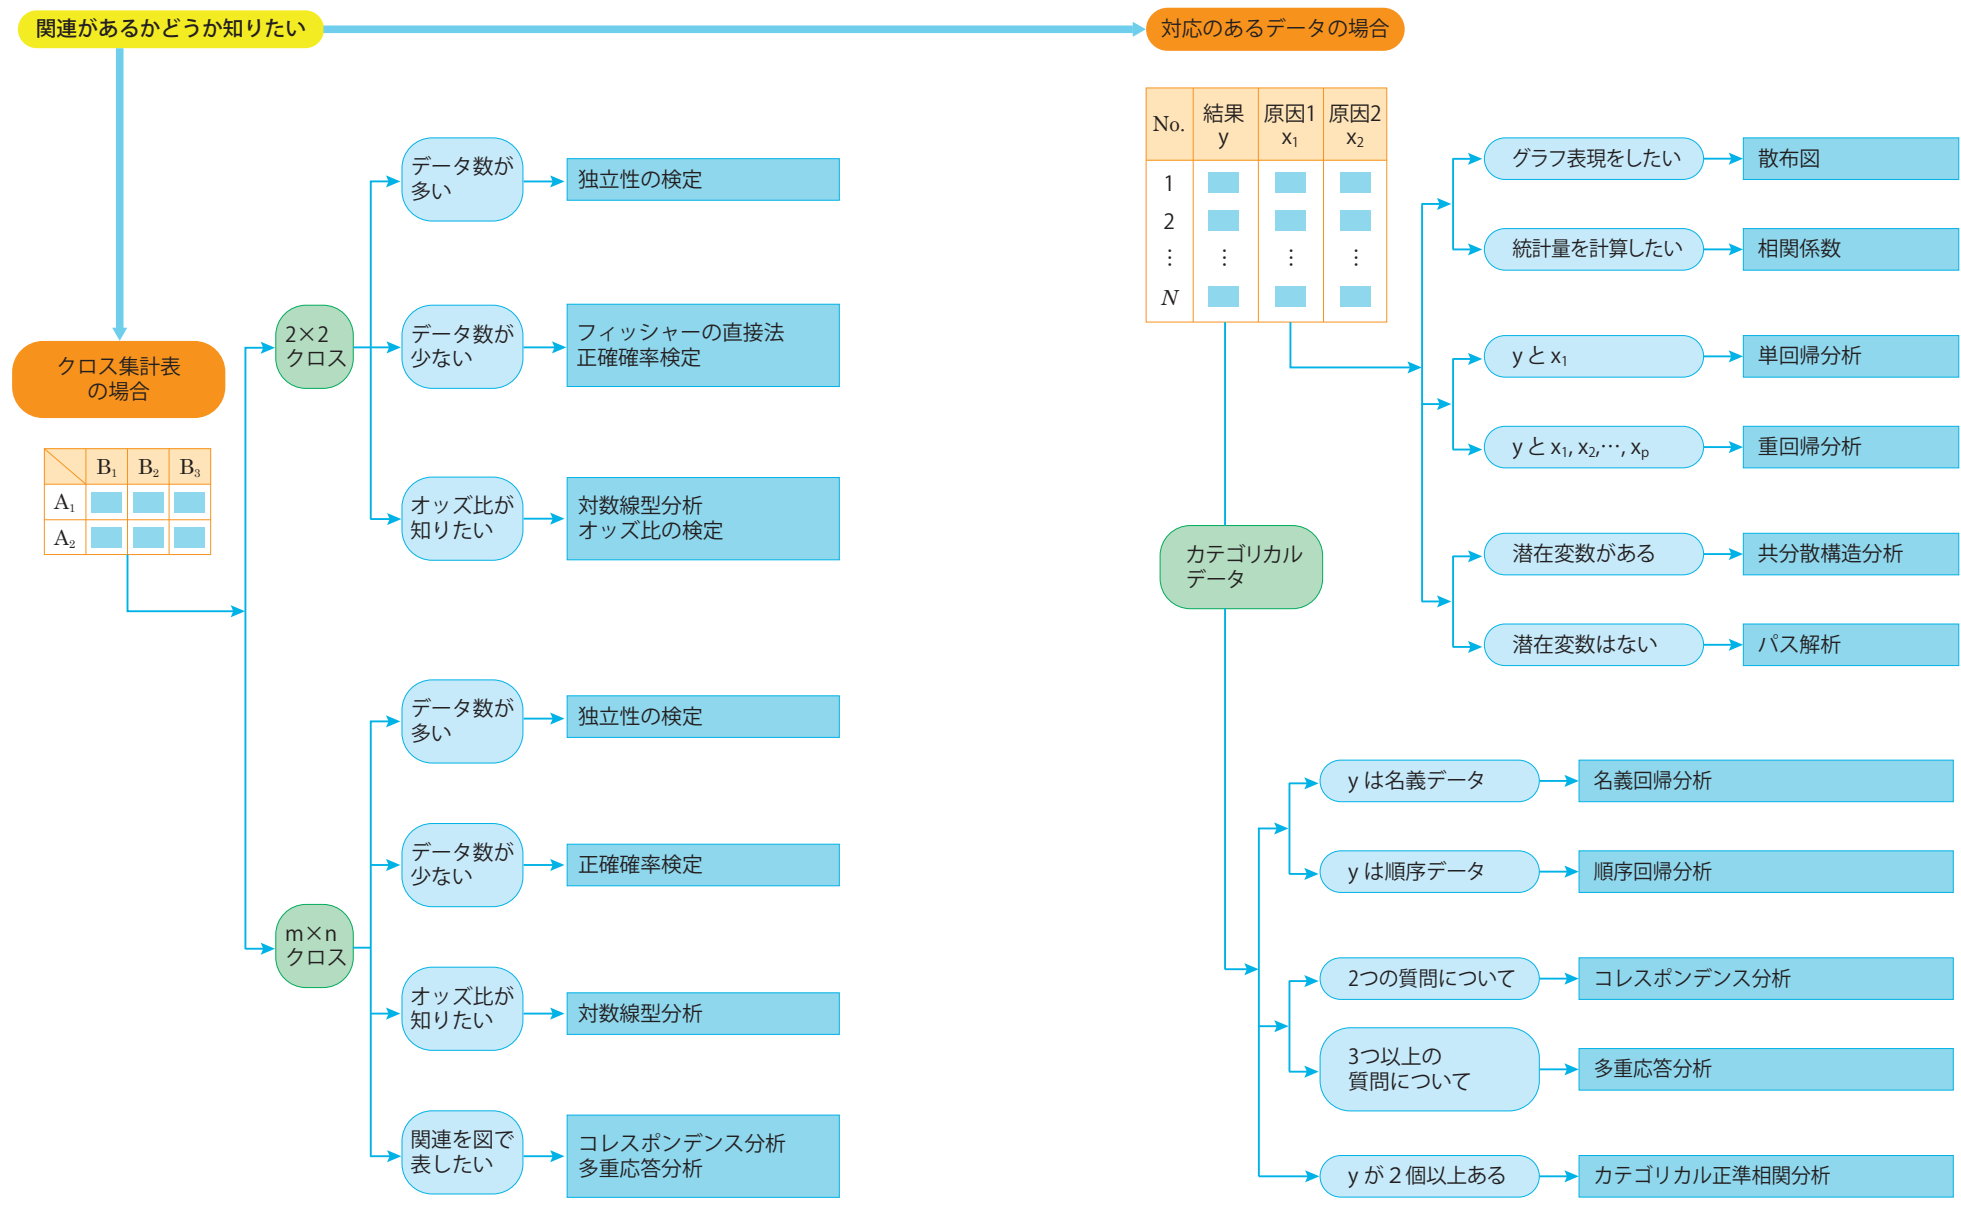 関連があるかどうか知りたい
対応のあるデータの場合
クロス集計表
の場合
B₁ B₂ B₃
A₁
A₂
2×2
クロス
データ数が
多い
独立性の検定
データ数が
少ない
フィッシャーの直接法
正確確率検定
オッズ比が
知りたい
対数線型分析
オッズ比の検定
m×n
クロス
データ数が
多い
独立性の検定
データ数が
少ない
正確確率検定
オッズ比が
知りたい
対数線型分析
関連を図で
表したい
コレスポンデンス分析
多重応答分析
No. 結果 原因1 原因2
y x₁ x₂
1
2
⋮ ⋮ ⋮ ⋮
N
グラフ表現をしたい
散布図
統計量を計算したい
相関係数
y と x₁
単回帰分析
y と x₁, x₂,…, xₚ
重回帰分析
潜在変数がある
共分散構造分析
潜在変数はない
パス解析
カテゴリカル
データ
y は名義データ
名義回帰分析
y は順序データ
順序回帰分析
2つの質問について
コレスポンデンス分析
3つ以上の
質問について
多重応答分析
y が 2 個以上ある
カテゴリカル正準相関分析